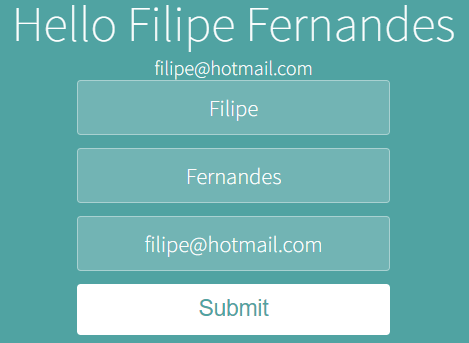 Hello Filipe Fernandes
filipe@hotmail.com
Filipe
Fernandes
filipe@hotmail.com
Submit